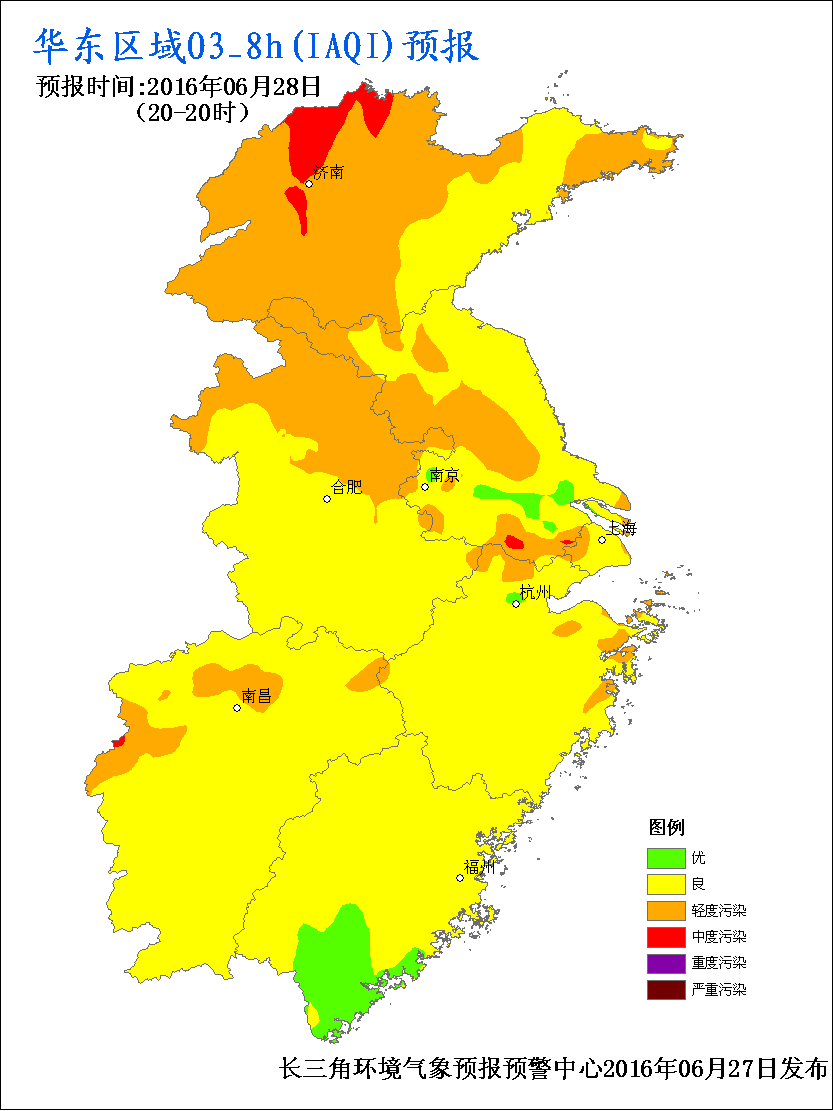 华东区域O3_8h(IAQI)预报
预报时间:2016年06月28日
(20-20时)
济南
南京
合肥
上海
杭州
南昌
福州
图例
优
良
轻度污染
中度污染
重度污染
严重污染
长三角环境气象预报预警中心2016年06月27日发布